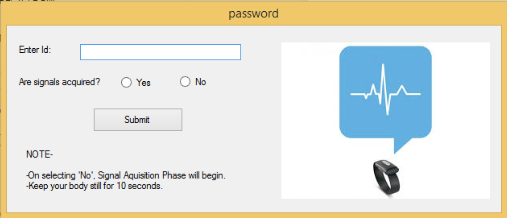 password
Enter Id:
Are signals acquired? Yes No
Submit
NOTE-
-On selecting 'No', Signal Aquisition Phase will begin.
-Keep your body still for 10 seconds.